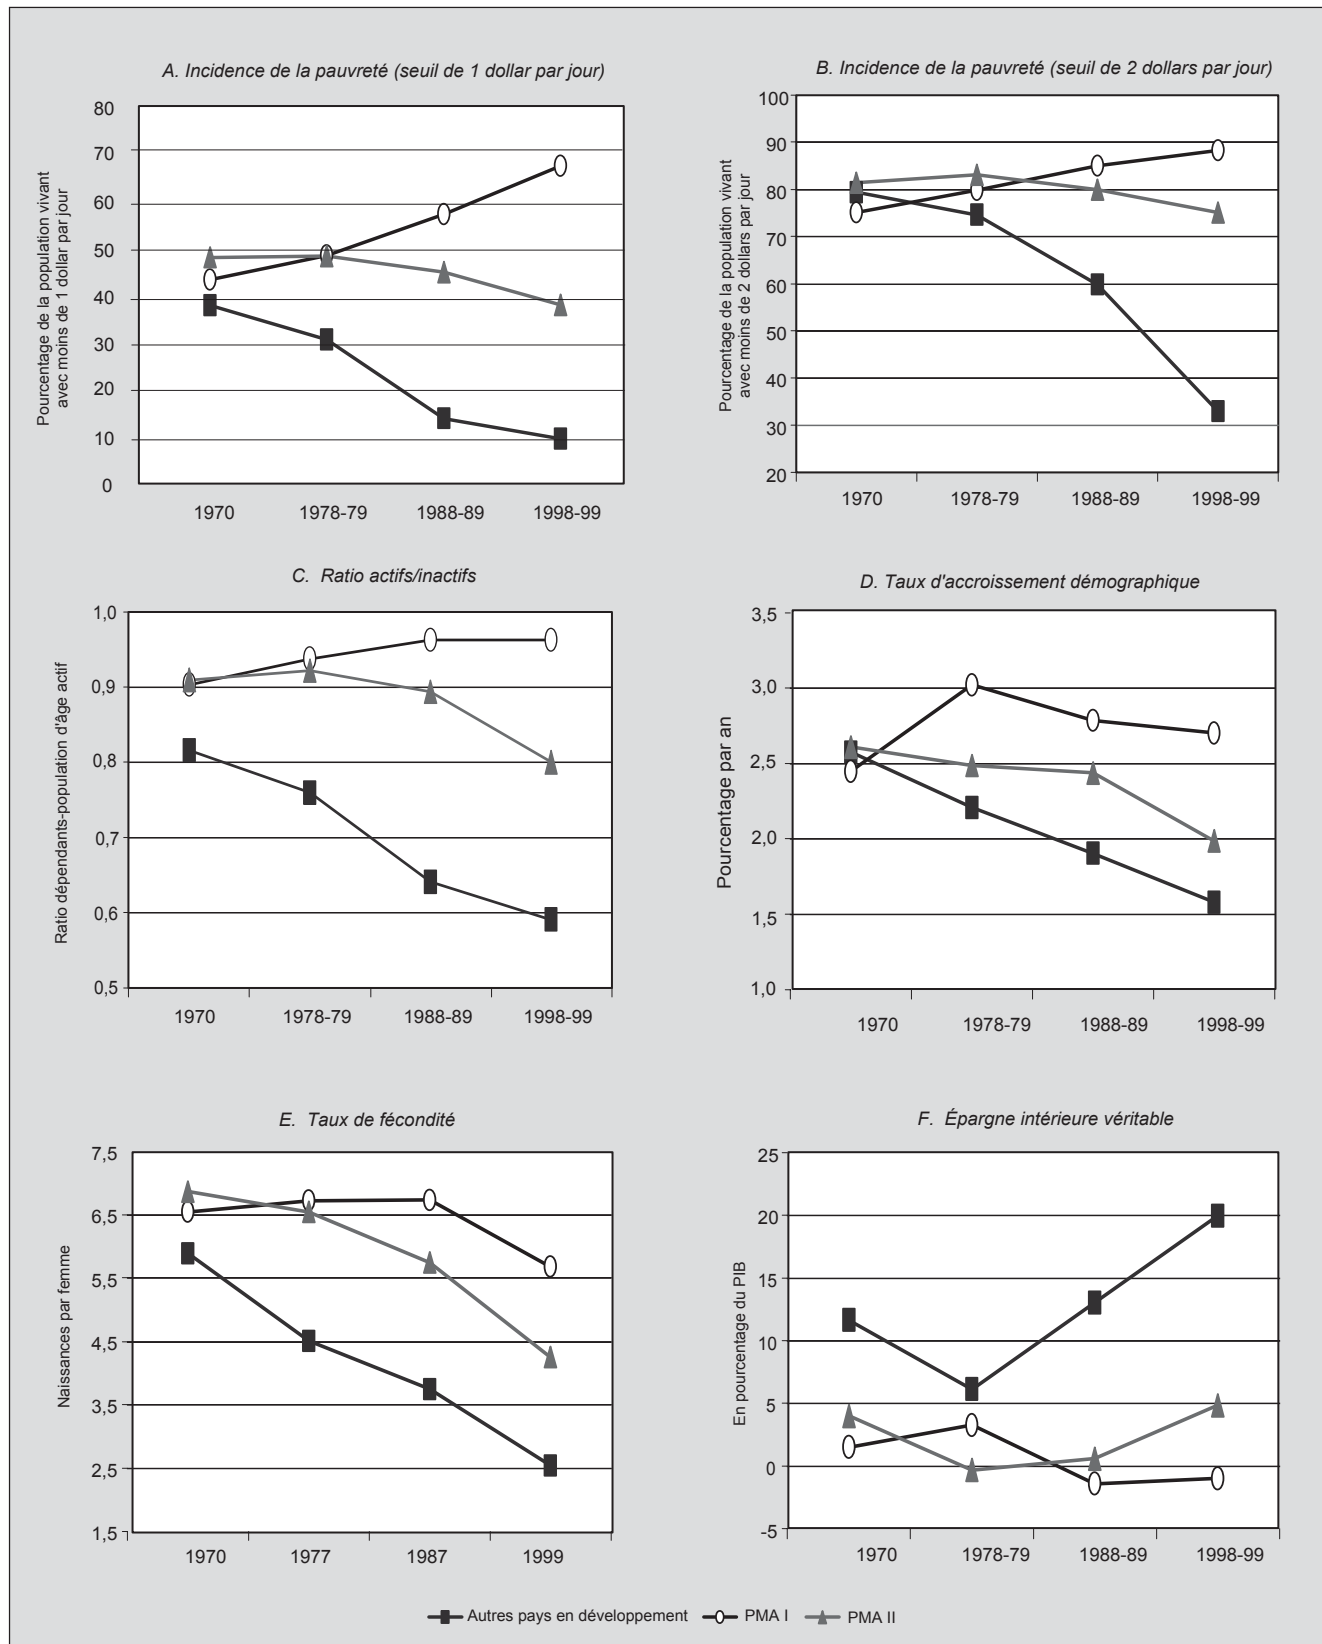 A. Incidence de la pauvreté (seuil de 1 dollar par jour)
Pourcentage de la population vivant
avec moins de 1 dollar par jour
80
70
60
50
40
30
20
10
0
1970 1978-79 1988-89 1998-99
B. Incidence de la pauvreté (seuil de 2 dollars par jour)
Pourcentage de la population vivant
avec moins de 2 dollars par jour
100
90
80
70
60
50
40
30
20
1970 1978-79 1988-89 1998-99
C. Ratio actifs/inactifs
Ratio dépendants-population d'âge actif
1,0
0,9
0,8
0,7
0,6
0,5
1970 1978-79 1988-89 1998-99
D. Taux d'accroissement démographique
Pourcentage par an
3,5
3,0
2,5
2,0
1,5
1,0
1970 1978-79 1988-89 1998-99
E. Taux de fécondité
Naissances par femme
7,5
6,5
5,5
4,5
3,5
2,5
1,5
1970 1977 1987 1999
F. Épargne intérieure véritable
En pourcentage du PIB
25
20
15
10
5
0
-5
1970 1978-79 1988-89 1998-99
Autres pays en développement PMA I PMA II